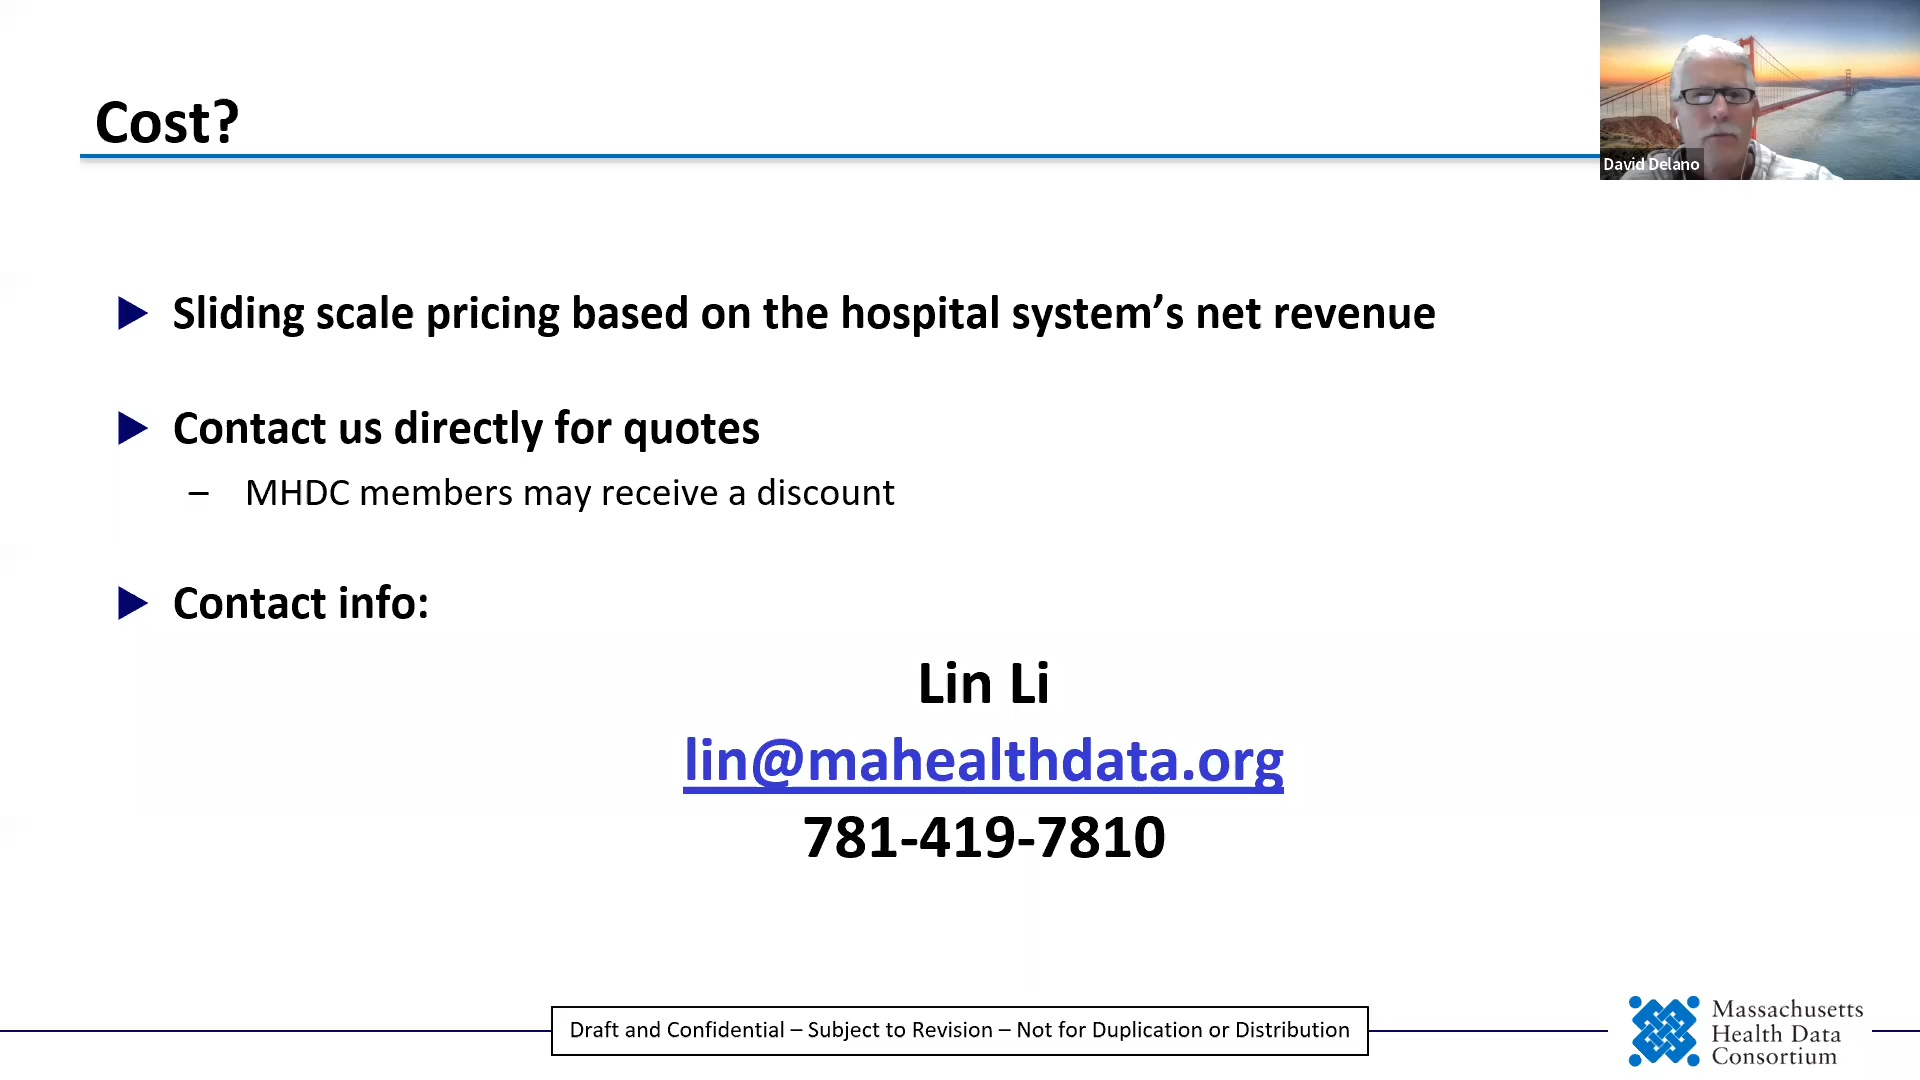 Cost?
David Delano
Sliding scale pricing based on the hospital system’s net revenue
Contact us directly for quotes
– MHDC members may receive a discount
Contact info:
Lin Li
lin@mahealthdata.org
781-419-7810
Draft and Confidential – Subject to Revision – Not for Duplication or Distribution
Massachusetts
Health Data
Consortium